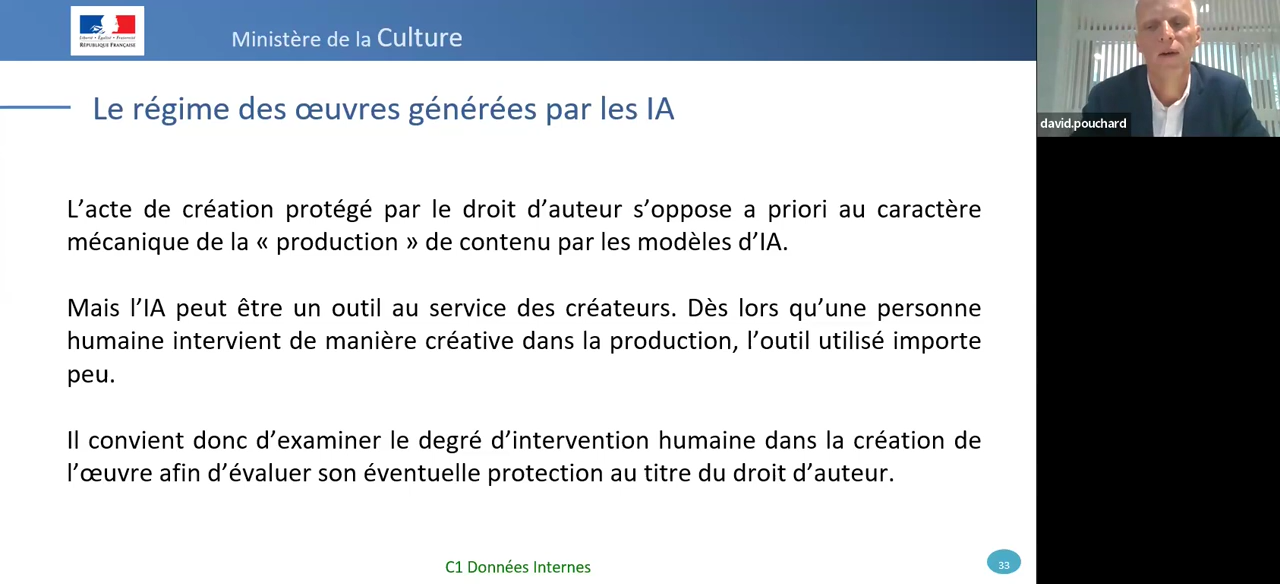 Liberté • Égalité • Fraternité
RÉPUBLIQUE FRANÇAISE
Ministère de la Culture
david.pouchard
Le régime des œuvres générées par les IA
L’acte de création protégé par le droit d’auteur s’oppose a priori au caractère
mécanique de la « production » de contenu par les modèles d’IA.
Mais l’IA peut être un outil au service des créateurs. Dès lors qu’une personne
humaine intervient de manière créative dans la production, l’outil utilisé importe
peu.
Il convient donc d’examiner le degré d’intervention humaine dans la création de
l’œuvre afin d’évaluer son éventuelle protection au titre du droit d’auteur.
C1 Données Internes
33